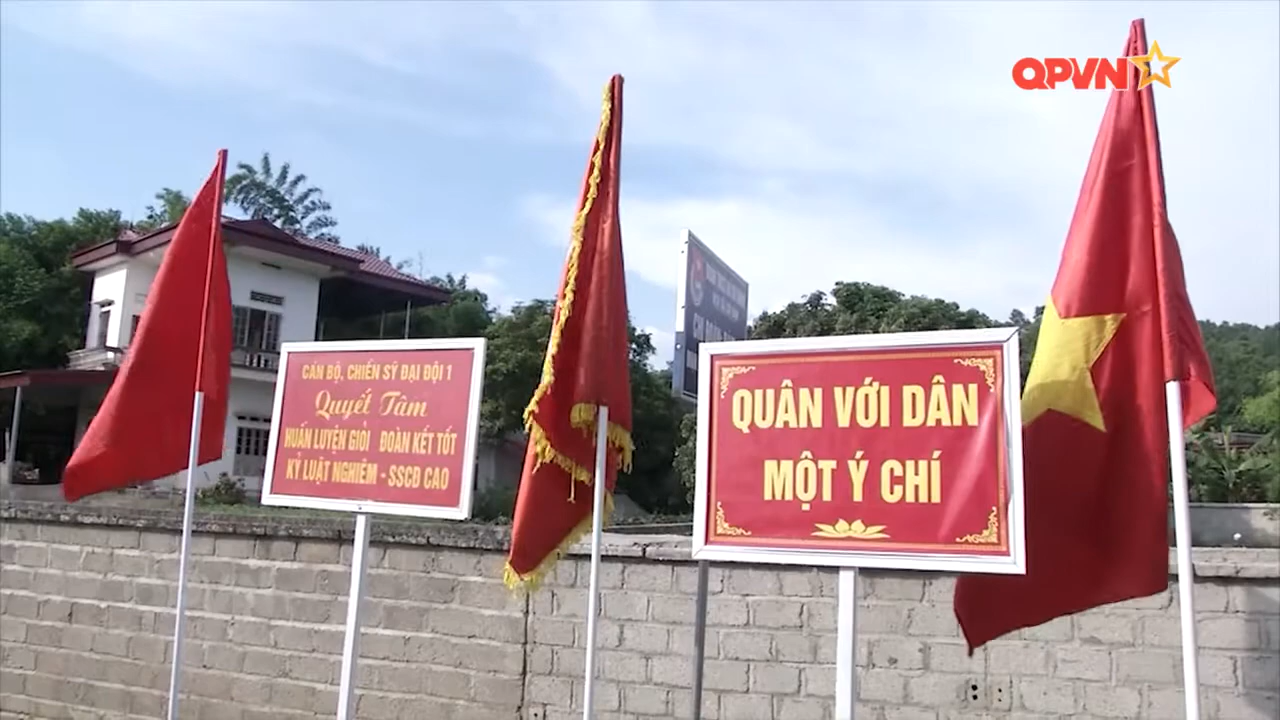 QPVN
CÁN BỘ, CHIẾN SỸ ĐẠI ĐỘI 1
Quyết Tâm
HUẤN LUYỆN GIỎI ĐOÀN KẾT TỐT
KỶ LUẬT NGHIÊM - SSCĐ CAO
QUÂN VỚI DÂN
MỘT Ý CHÍ